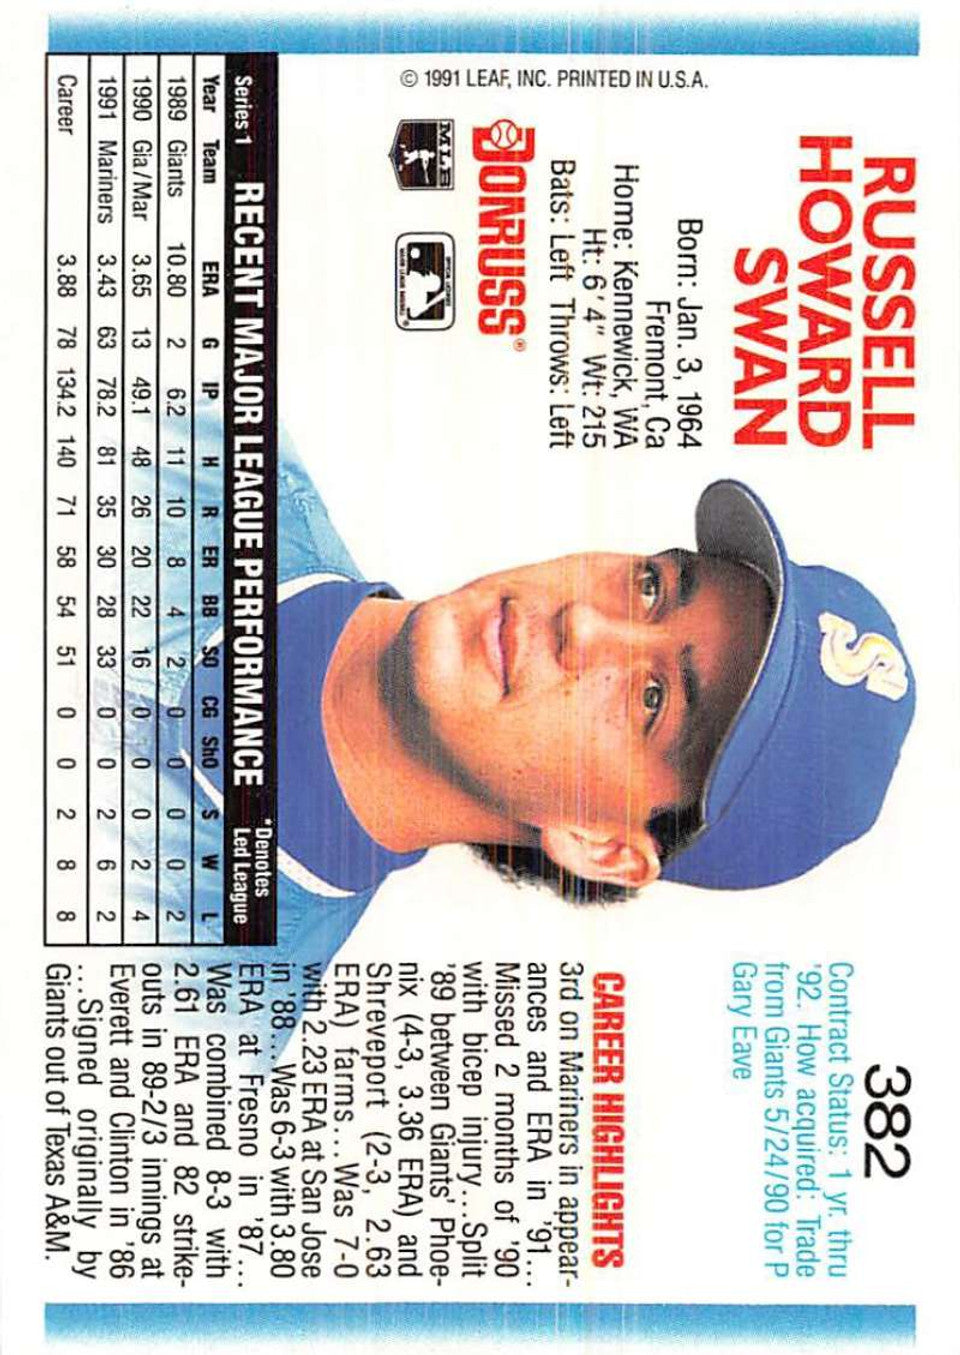 RUSSELL
HOWARD
SWAN
382
Born: Jan. 3, 1964
Fremont, Ca
Home: Kennewick, WA
Ht: 6'4" Wt: 215
Bats: Left Throws: Left
DONRUSS®
MLB
© 1991 LEAF, INC. PRINTED IN U.S.A.
Contract Status: 1 yr. thru
'92. How acquired: Trade
from Giants 5/24/90 for P
Gary Eave
CAREER HIGHLIGHTS
3rd on Mariners in appear-
ances and ERA in '91...
Missed 2 months of '90
with bicep injury...Split
'89 between Giants' Phoe-
nix (4-3, 3.36 ERA) and
Shreveport (2-3, 2.63
ERA) farms...Was 7-0
with 2.23 ERA at San Jose
in '88...Was 6-3 with 3.80
ERA at Fresno in '87...
Was combined 8-3 with
2.61 ERA and 82 strike-
outs in 89-2/3 innings at
Everett and Clinton in '86
...Signed originally by
Giants out of Texas A&M.
Series 1 RECENT MAJOR LEAGUE PERFORMANCE *Denotes
Led League
Year Team ERA G IP H R ER BB SO CG Sho S W L
1989 Giants 10.80 2 6.2 11 10 8 4 2 0 0 0 0 2
1990 Gia/Mar 3.65 13 49.1 48 26 20 22 16 0 0 0 2 4
1991 Mariners 3.43 63 78.2 81 35 30 28 33 0 0 2 6 2
Career 3.88 78 134.2 140 71 58 54 51 0 0 2 8 8
S